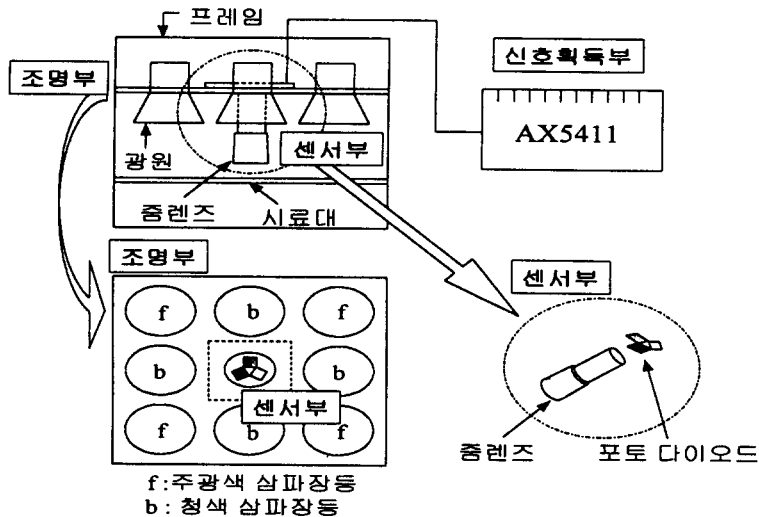 프레임
조명부
신호획득부
AX5411
광원
센서부
줌렌즈
시료대
조명부
센서부
f b f
b b
센서부
f b f
줌렌즈
포토 다이오드
f:주광색 삼파장등
b : 청색 삼파장등